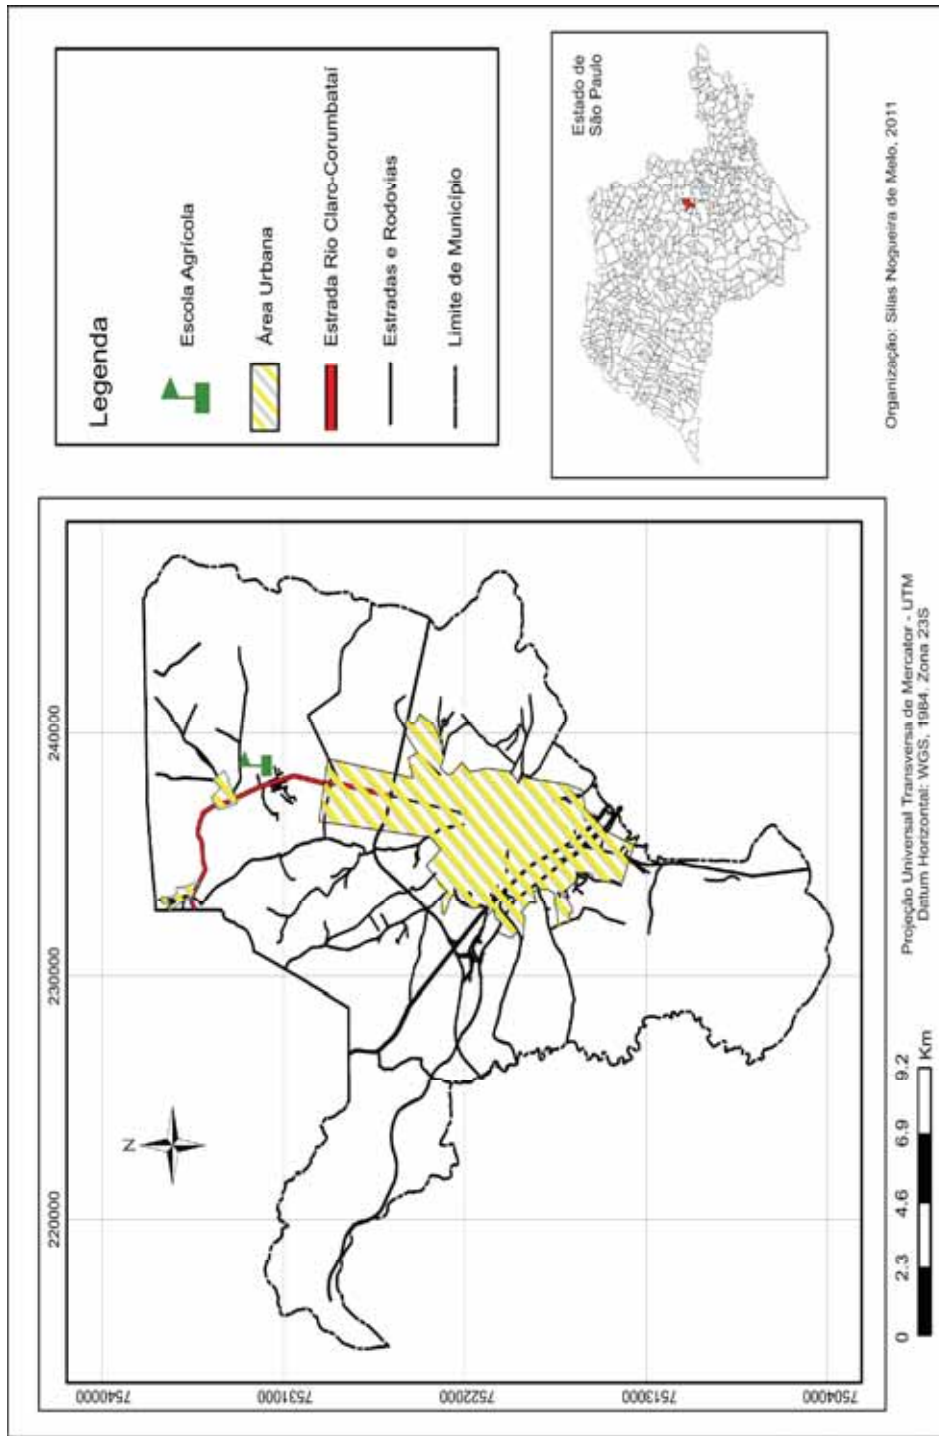 Legenda
Escola Agrícola
Área Urbana
Estrada Rio Claro-Corumbataí
Estradas e Rodovias
Limite de Município
Estado de
São Paulo
Organização: Silas Nogueira de Melo, 2011
220000
230000
240000
7540000
7531000
7522000
7513000
7504000
N
0 2.3 4.6 6.9 9.2
Km
Projeção Universal Transversa de Mercator - UTM
Datum Horizontal: WGS, 1984, Zona 23S